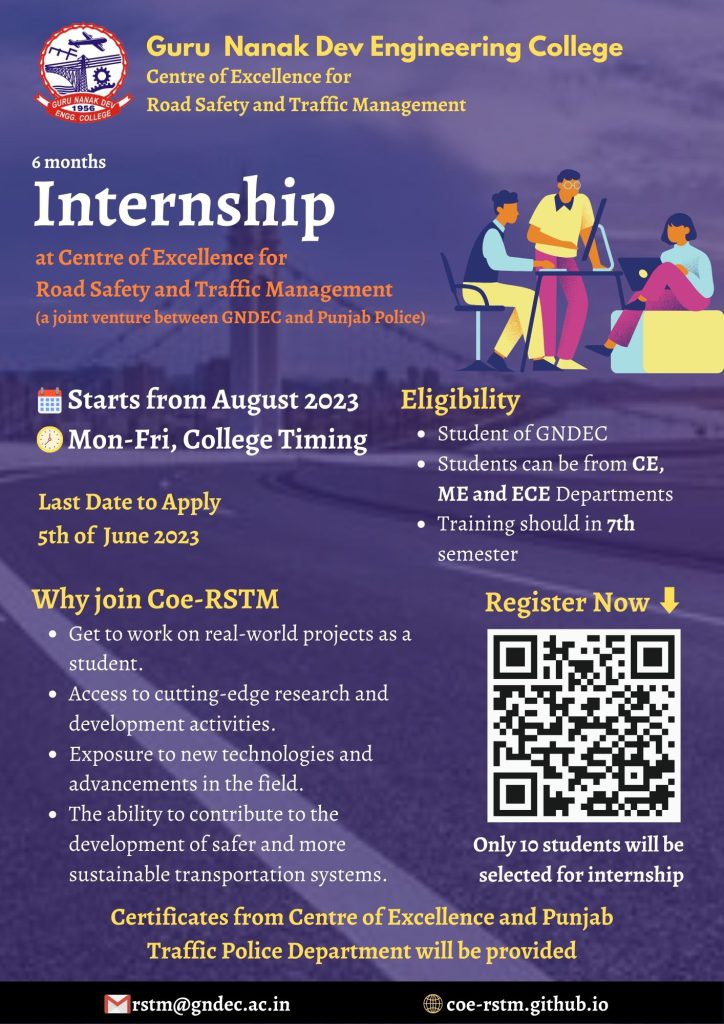 Guru Nanak Dev Engineering College
Centre of Excellence for
Road Safety and Traffic Management
GURU NANAK DEV
1956
ENGG. COLLEGE
6 months
Internship
at Centre of Excellence for
Road Safety and Traffic Management
(a joint venture between GNDEC and Punjab Police)
Starts from August 2023
Mon-Fri, College Timing
Last Date to Apply
5th of June 2023
Eligibility
• Student of GNDEC
• Students can be from CE,
ME and ECE Departments
• Training should in 7th
semester
Why join Coe-RSTM
• Get to work on real-world projects as a
student.
• Access to cutting-edge research and
development activities.
• Exposure to new technologies and
advancements in the field.
• The ability to contribute to the
development of safer and more
sustainable transportation systems.
Register Now
Only 10 students will be
selected for internship
Certificates from Centre of Excellence and Punjab
Traffic Police Department will be provided
rstm@gndec.ac.in
coe-rstm.github.io